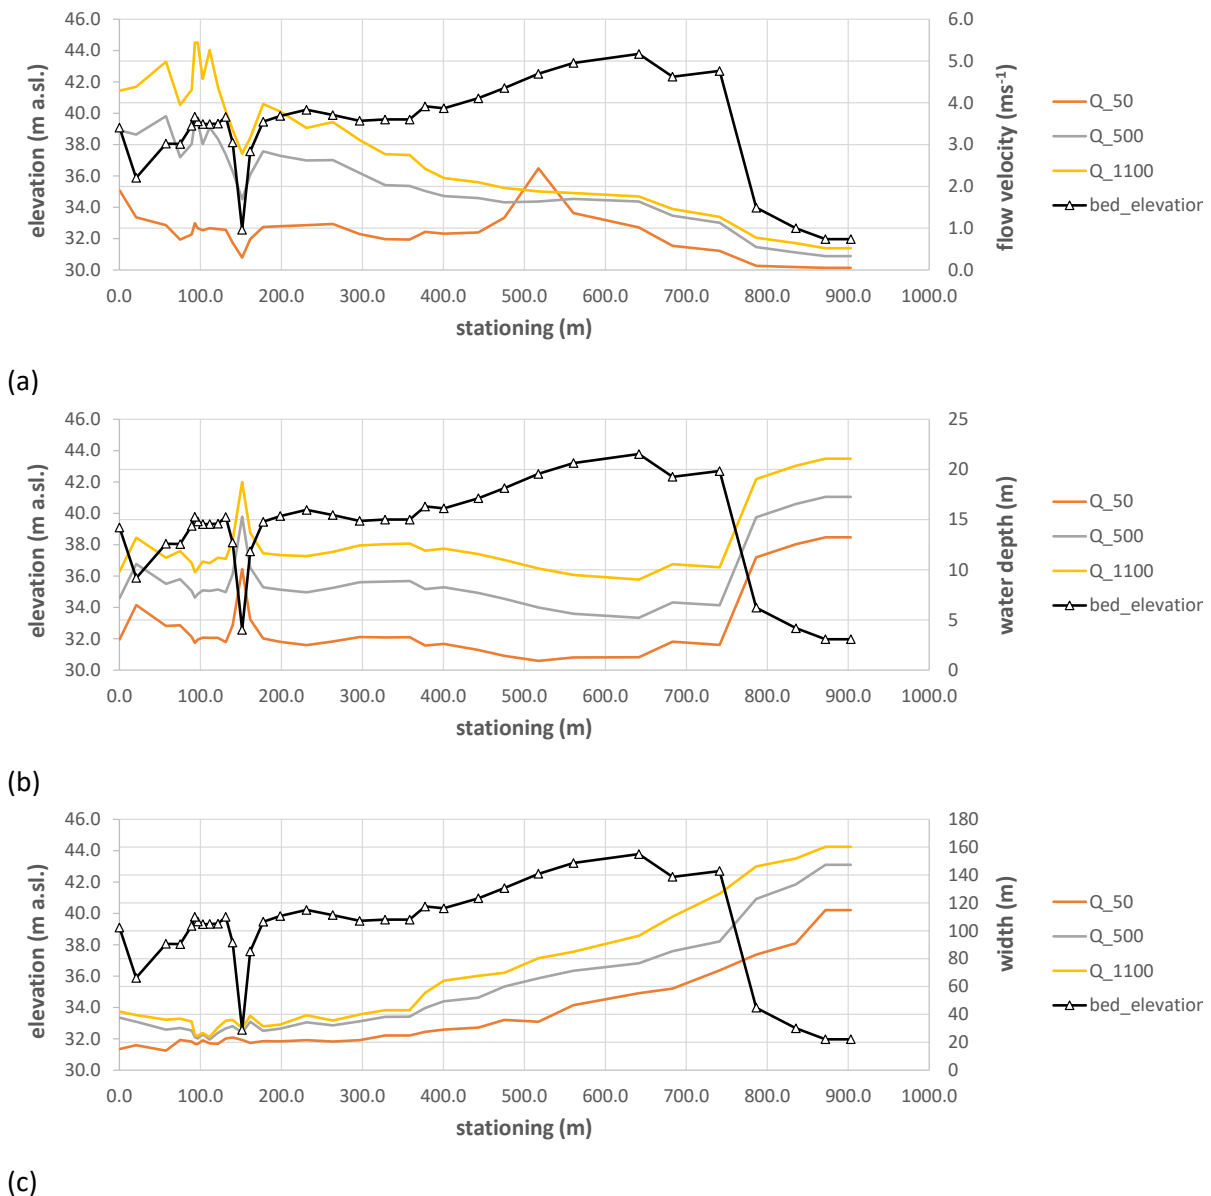 46.0
44.0
42.0
40.0
38.0
36.0
34.0
32.0
30.0
elevation (m a.sl.)
6.0
5.0
4.0
3.0
2.0
1.0
0.0
flow velocity (ms⁻¹)
0.0 100.0 200.0 300.0 400.0 500.0 600.0 700.0 800.0 900.0 1000.0
stationing (m)
Q_50
Q_500
Q_1100
bed_elevation
(a)
46.0
44.0
42.0
40.0
38.0
36.0
34.0
32.0
30.0
elevation (m a.sl.)
25
20
15
10
5
0
water depth (m)
0.0 100.0 200.0 300.0 400.0 500.0 600.0 700.0 800.0 900.0 1000.0
stationing (m)
Q_50
Q_500
Q_1100
bed_elevation
(b)
46.0
44.0
42.0
40.0
38.0
36.0
34.0
32.0
30.0
elevation (m a.sl.)
180
160
140
120
100
80
60
40
20
0
width (m)
0.0 100.0 200.0 300.0 400.0 500.0 600.0 700.0 800.0 900.0 1000.0
stationing (m)
Q_50
Q_500
Q_1100
bed_elevation
(c)